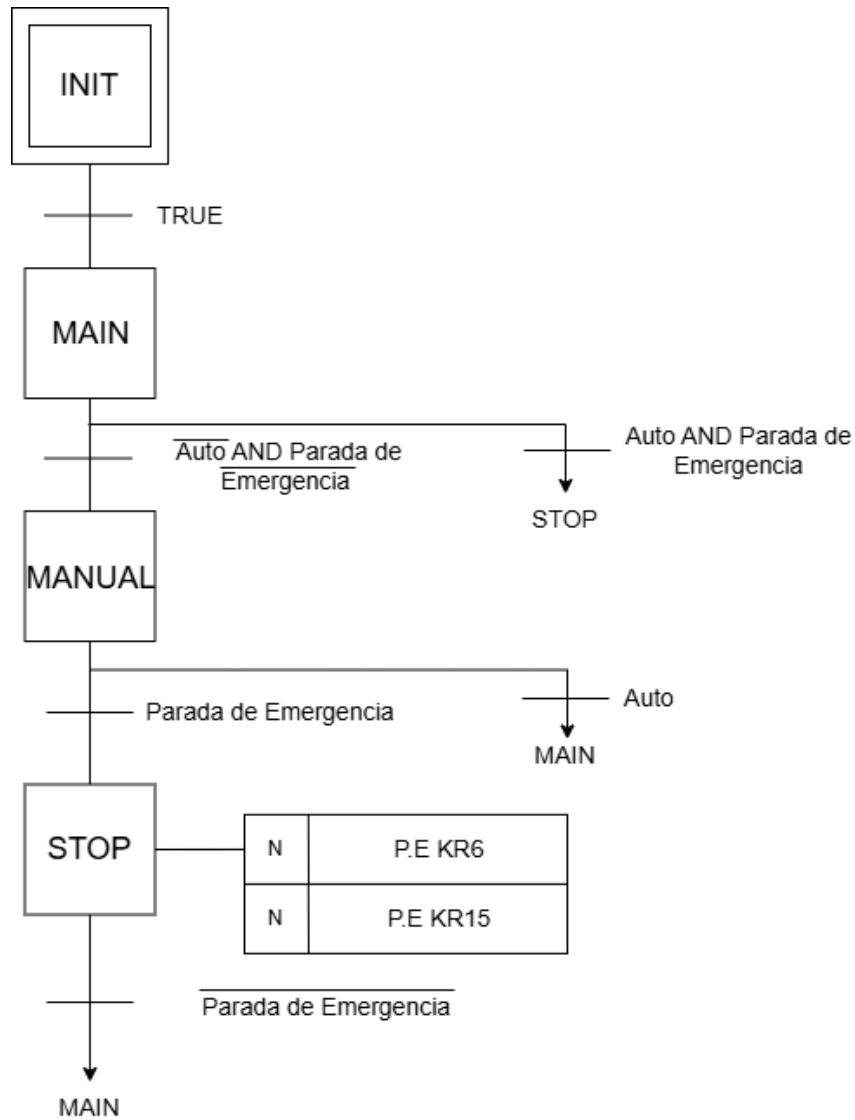 INIT
TRUE
MAIN
Auto AND Parada de
Emergencia
Auto AND Parada de
Emergencia
STOP
MANUAL
Parada de Emergencia
Auto
MAIN
STOP
N
P.E KR6
N
P.E KR15
Parada de Emergencia
MAIN